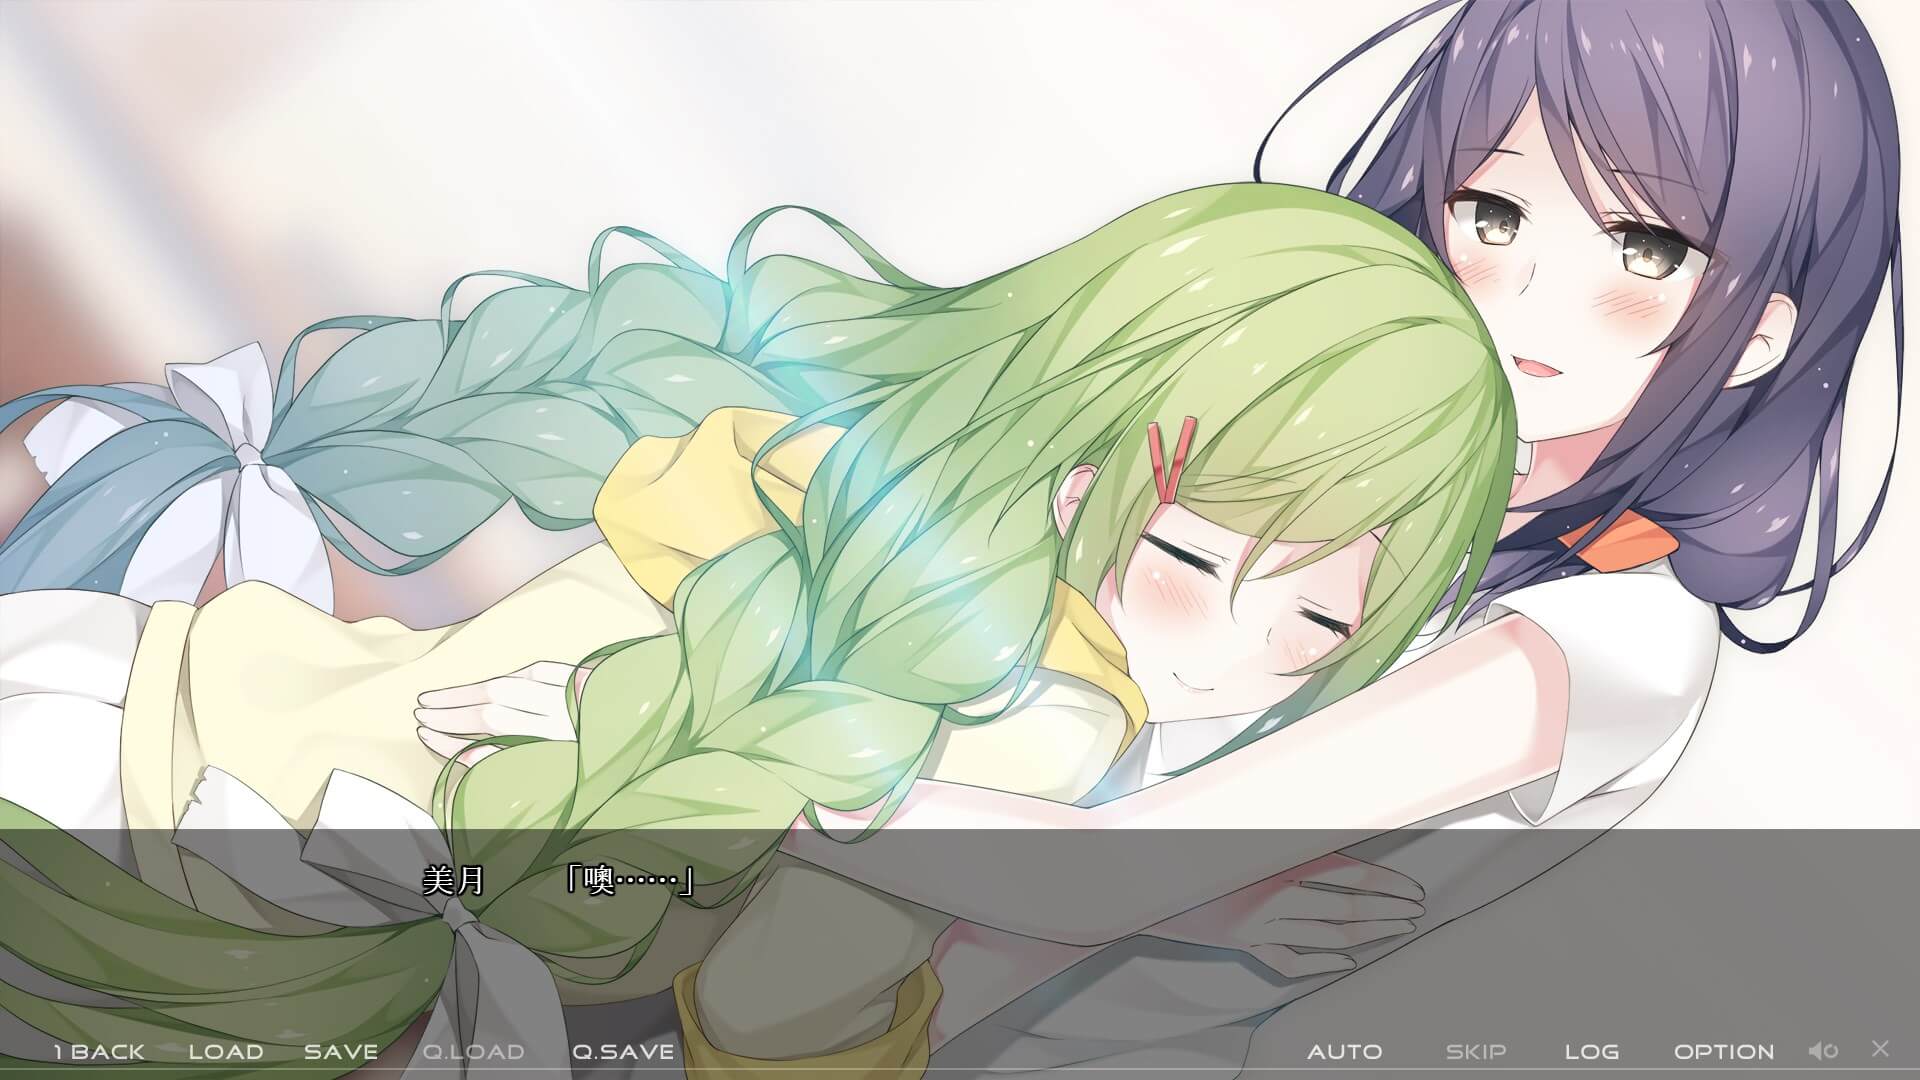 美月 「噢……」
1 BACK LOAD SAVE Q.LOAD Q.SAVE AUTO SKIP LOG OPTION